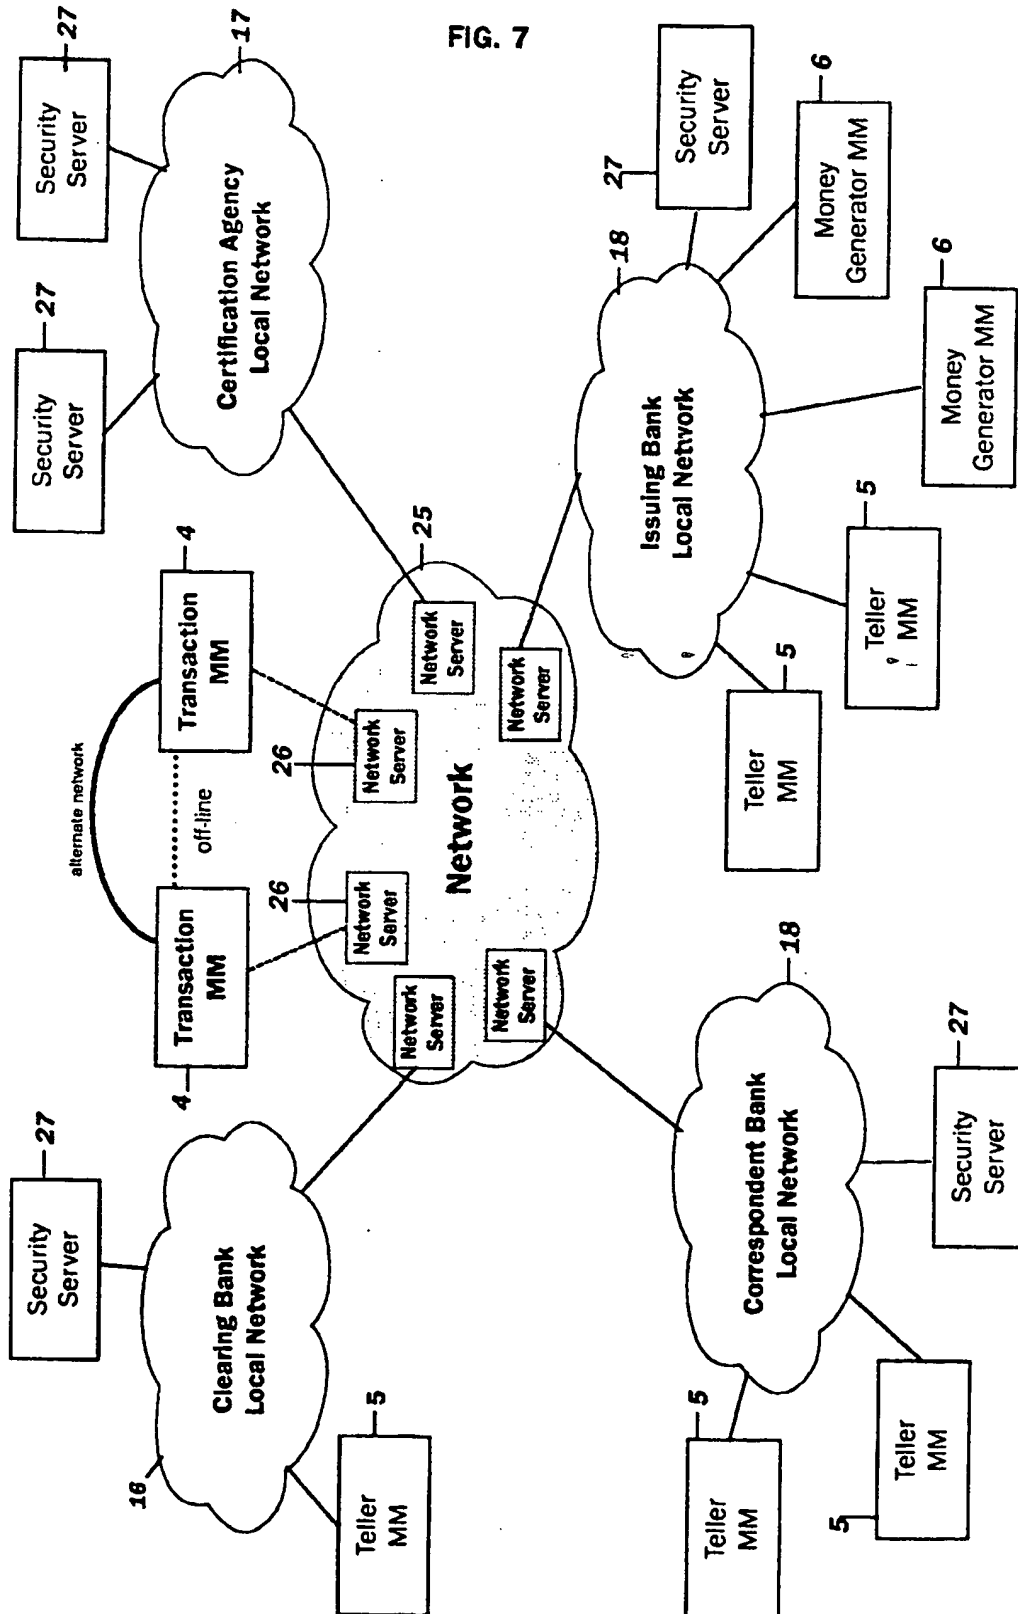 FIG. 7
Security
Server
27
Clearing Bank
Local Network
16
Teller
MM
5
alternate network
off-line
Transaction
MM
4
Transaction
MM
4
Security
Server
27
Security
Server
27
Certification Agency
Local Network
17
Network
25
Network
Server
26
Network
Server
26
Network
Server
Network
Server
Network
Server
Network
Server
Correspondent Bank
Local Network
18
Teller
MM
5
Teller
MM
5
Security
Server
27
Issuing Bank
Local Network
18
Teller
MM
5
Teller
MM
5
Money
Generator MM
6
Money
Generator MM
6
Security
Server
27